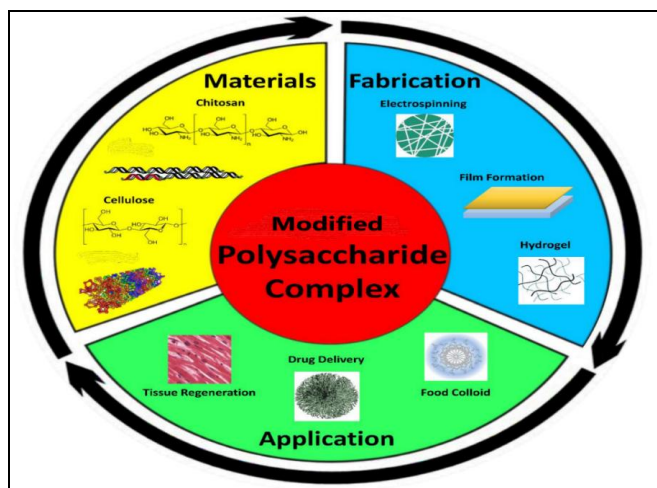 Materials
Chitosan
Cellulose
Fabrication
Electrospinning
Film Formation
Hydrogel
Modified
Polysaccharide
Complex
Tissue Regeneration
Drug Delivery
Food Colloid
Application